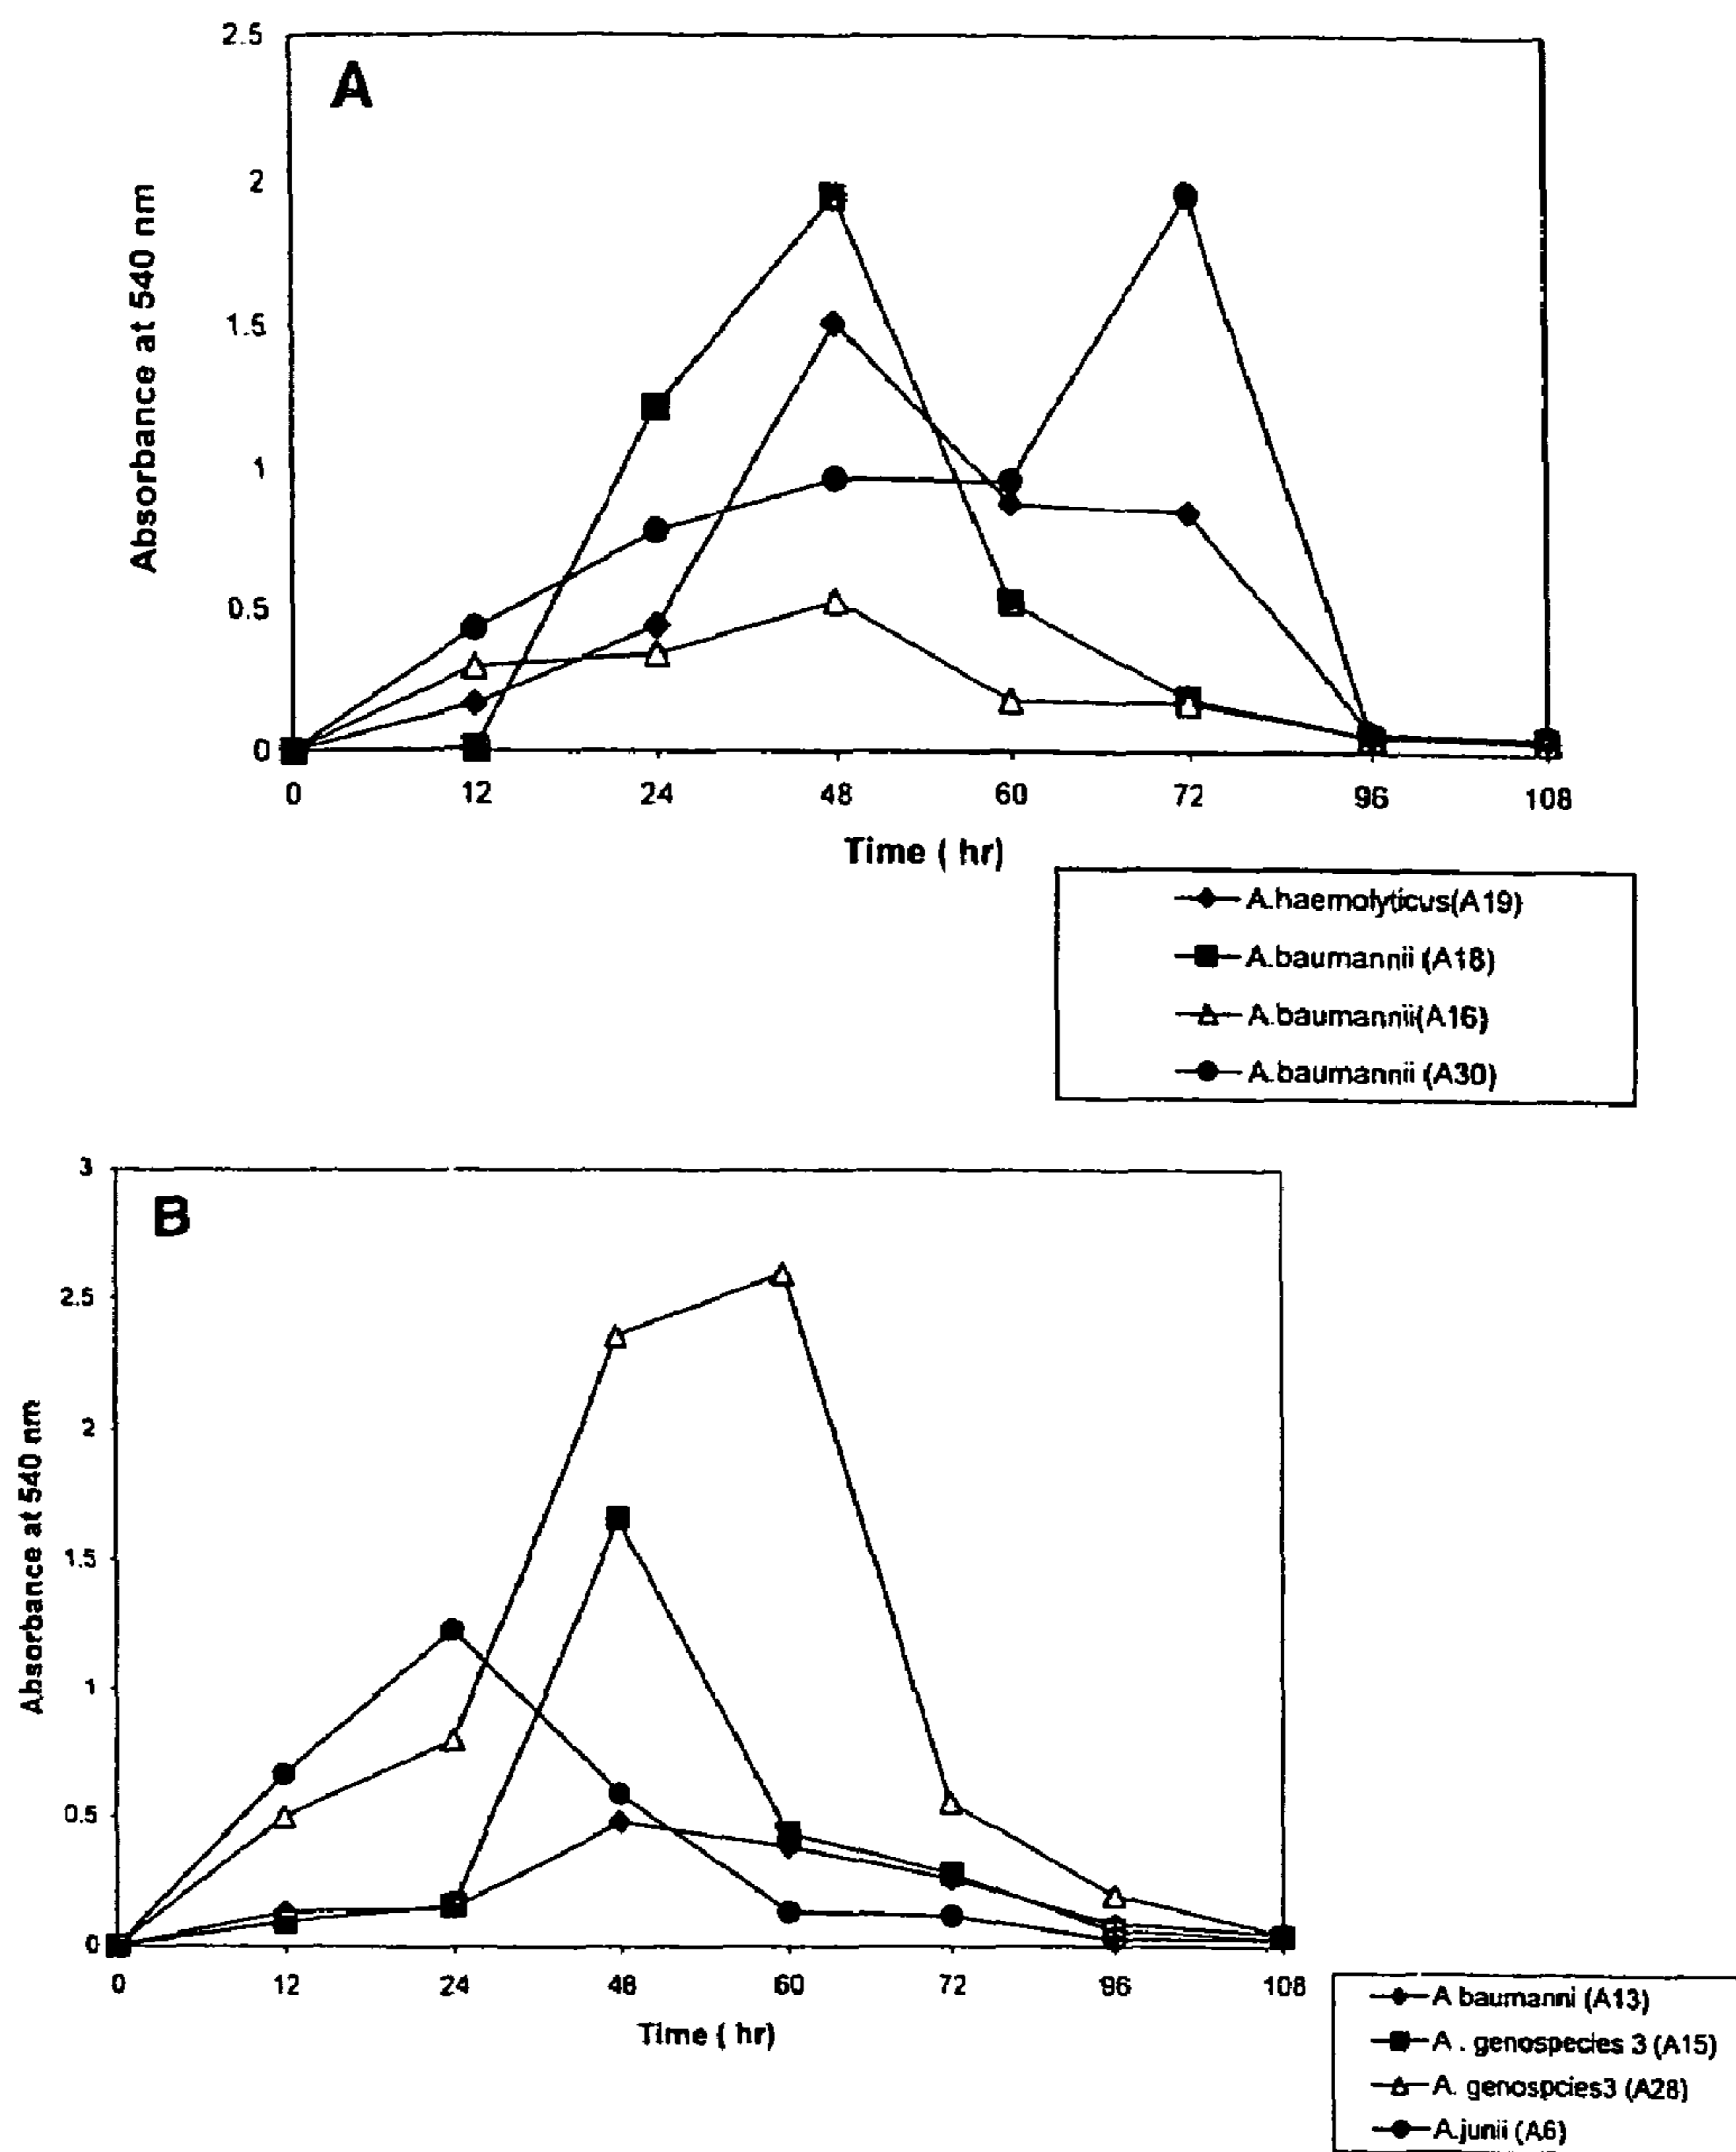 A
2.5
2
1.5
1
0.5
0
Absorbance at 540 nm
0 12 24 48 60 72 96 108
Time ( hr)
A.haemolyticus(A19)
A.baumannii (A18)
A.baumannii(A16)
A.baumannii (A30)
B
3
2.5
2
1.5
1
0.5
0
Absorbance at 540 nm
0 12 24 48 60 72 96 108
Time ( hr)
A baumanni (A13)
A . genospecies 3 (A15)
A. genospcies3 (A28)
A.junii (A6)